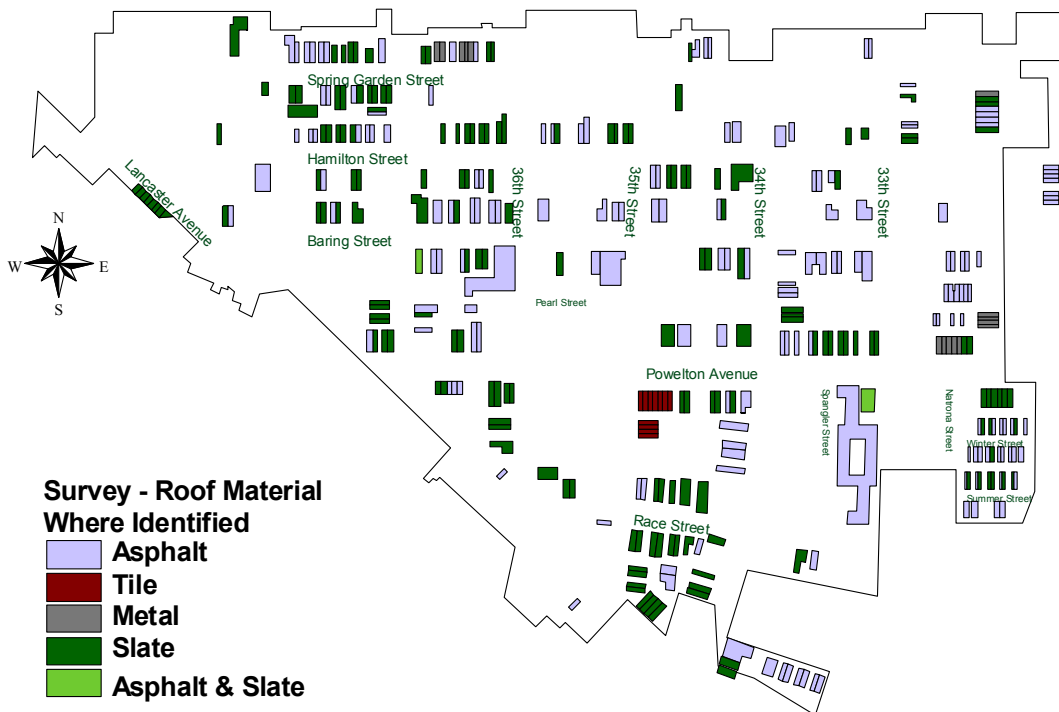 Spring Garden Street
Hamilton Street
Lancaster Avenue
36th Street
35th Street
34th Street
33th Street
Baring Street
N
W
E
S
Pearl Street
Powelton Avenue
Spangler Street
Natrona Street
Winter Street
Summer Street
Race Street
Survey - Roof Material
Where Identified
Asphalt
Tile
Metal
Slate
Asphalt & Slate